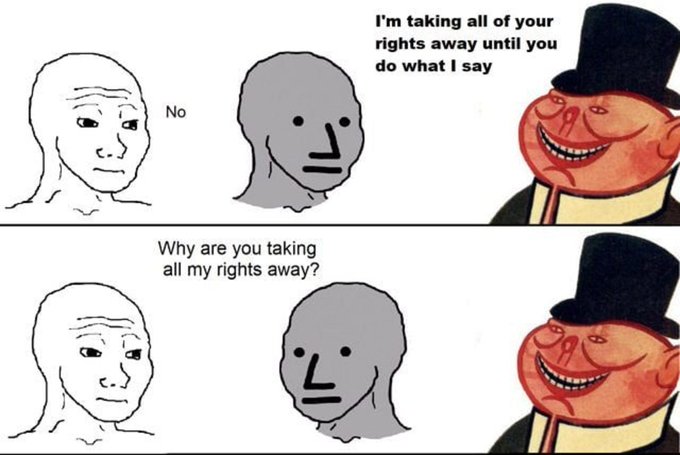 I'm taking all of your
rights away until you
do what I say
No
Why are you taking
all my rights away?